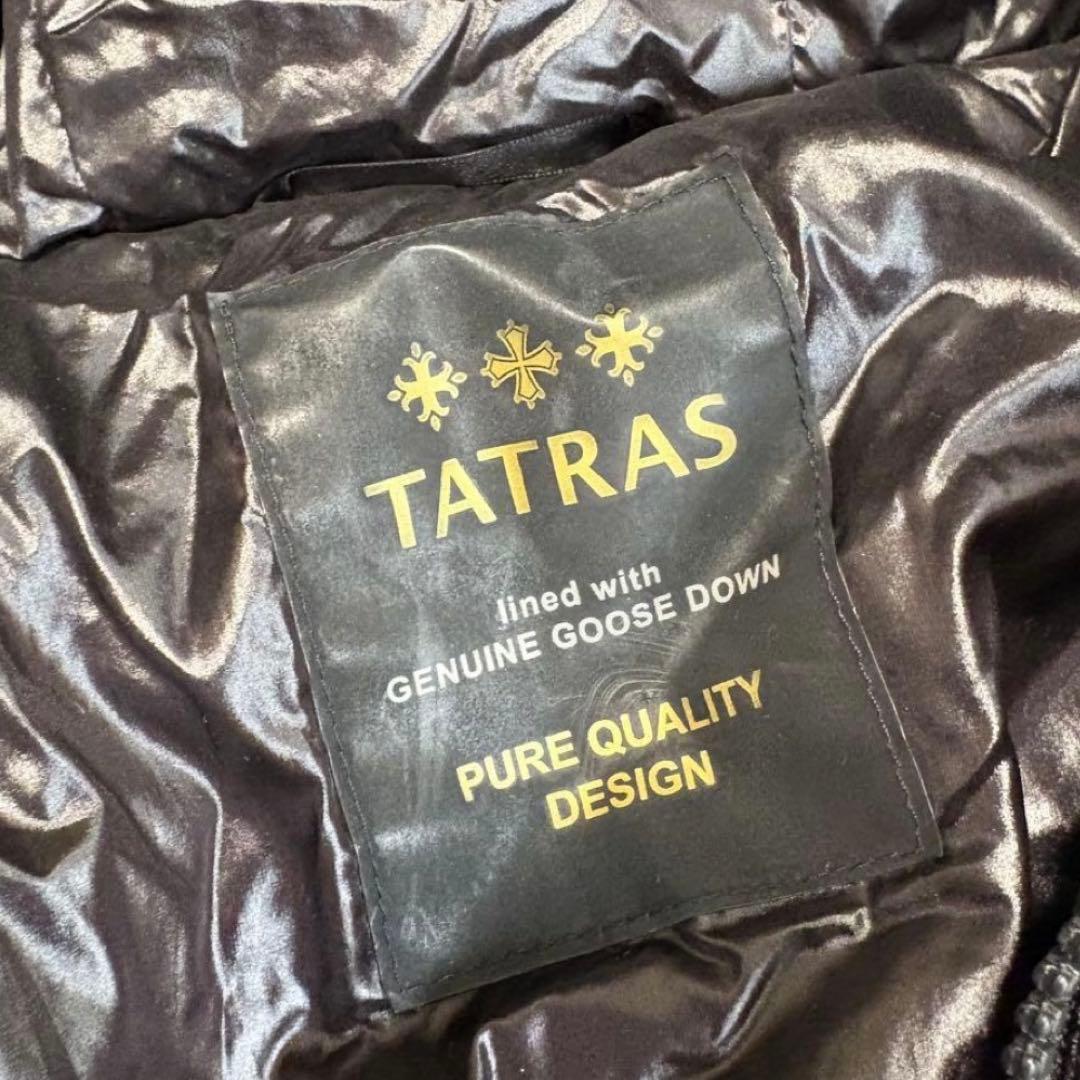 TATRAS
lined with
GENUINE GOOSE DOWN
PURE QUALITY
DESIGN